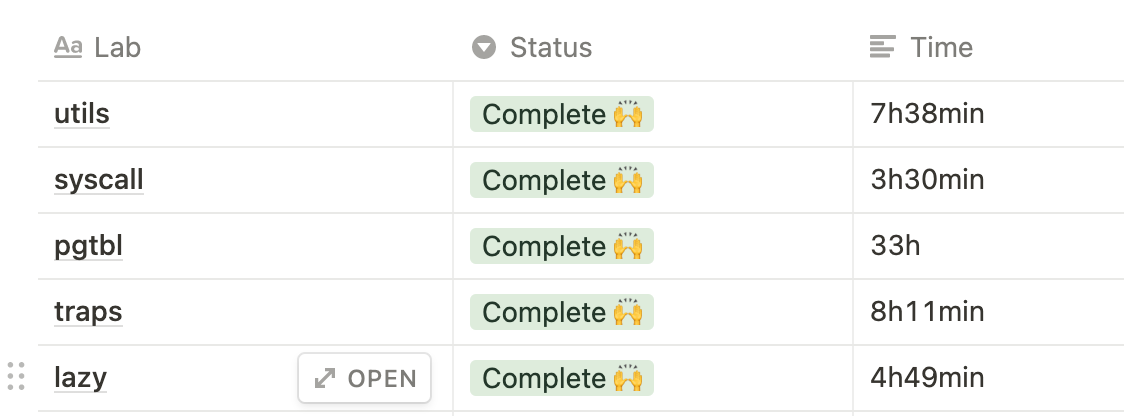 Aa Lab Status Time
utils Complete 🙌 7h38min
syscall Complete 🙌 3h30min
pgtbl Complete 🙌 33h
traps Complete 🙌 8h11min
lazy OPEN Complete 🙌 4h49min